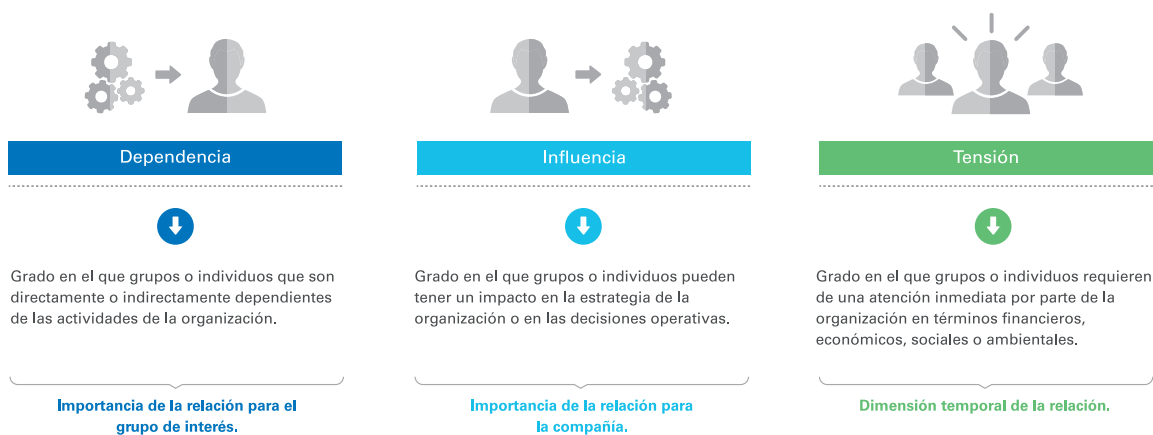 Dependencia
Grado en el que grupos o individuos que son
directamente o indirectamente dependientes
de las actividades de la organización.
Importancia de la relación para el
grupo de interés.
Influencia
Grado en el que grupos o individuos pueden
tener un impacto en la estrategia de la
organización o en las decisiones operativas.
Importancia de la relación para
la compañía.
Tensión
Grado en el que grupos o individuos requieren
de una atención inmediata por parte de la
organización en términos financieros,
económicos, sociales o ambientales.
Dimensión temporal de la relación.